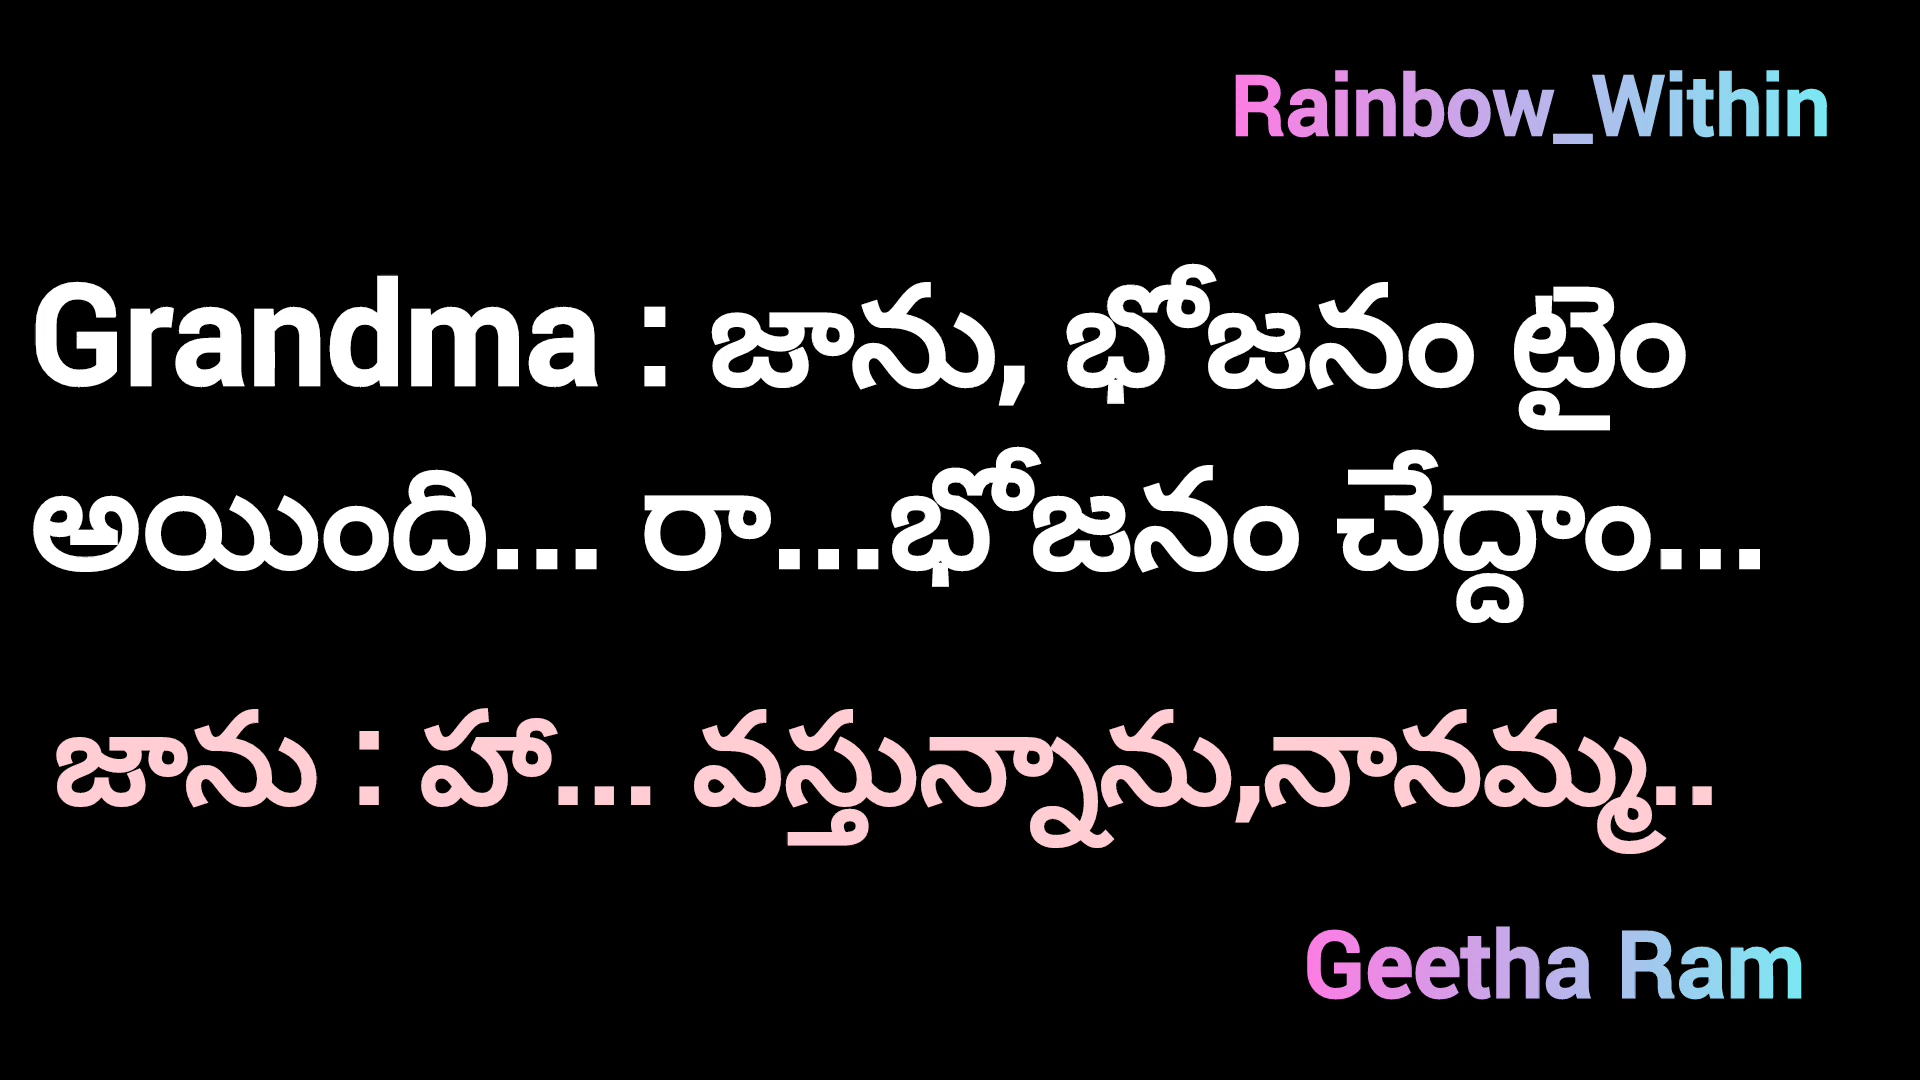 Rainbow_Within
Grandma : జాను, భోజనం టైం
అయింది... రా...భోజనం చేద్దాం...
జాను : హా... వస్తున్నాను,నానమ్మ..
Geetha Ram